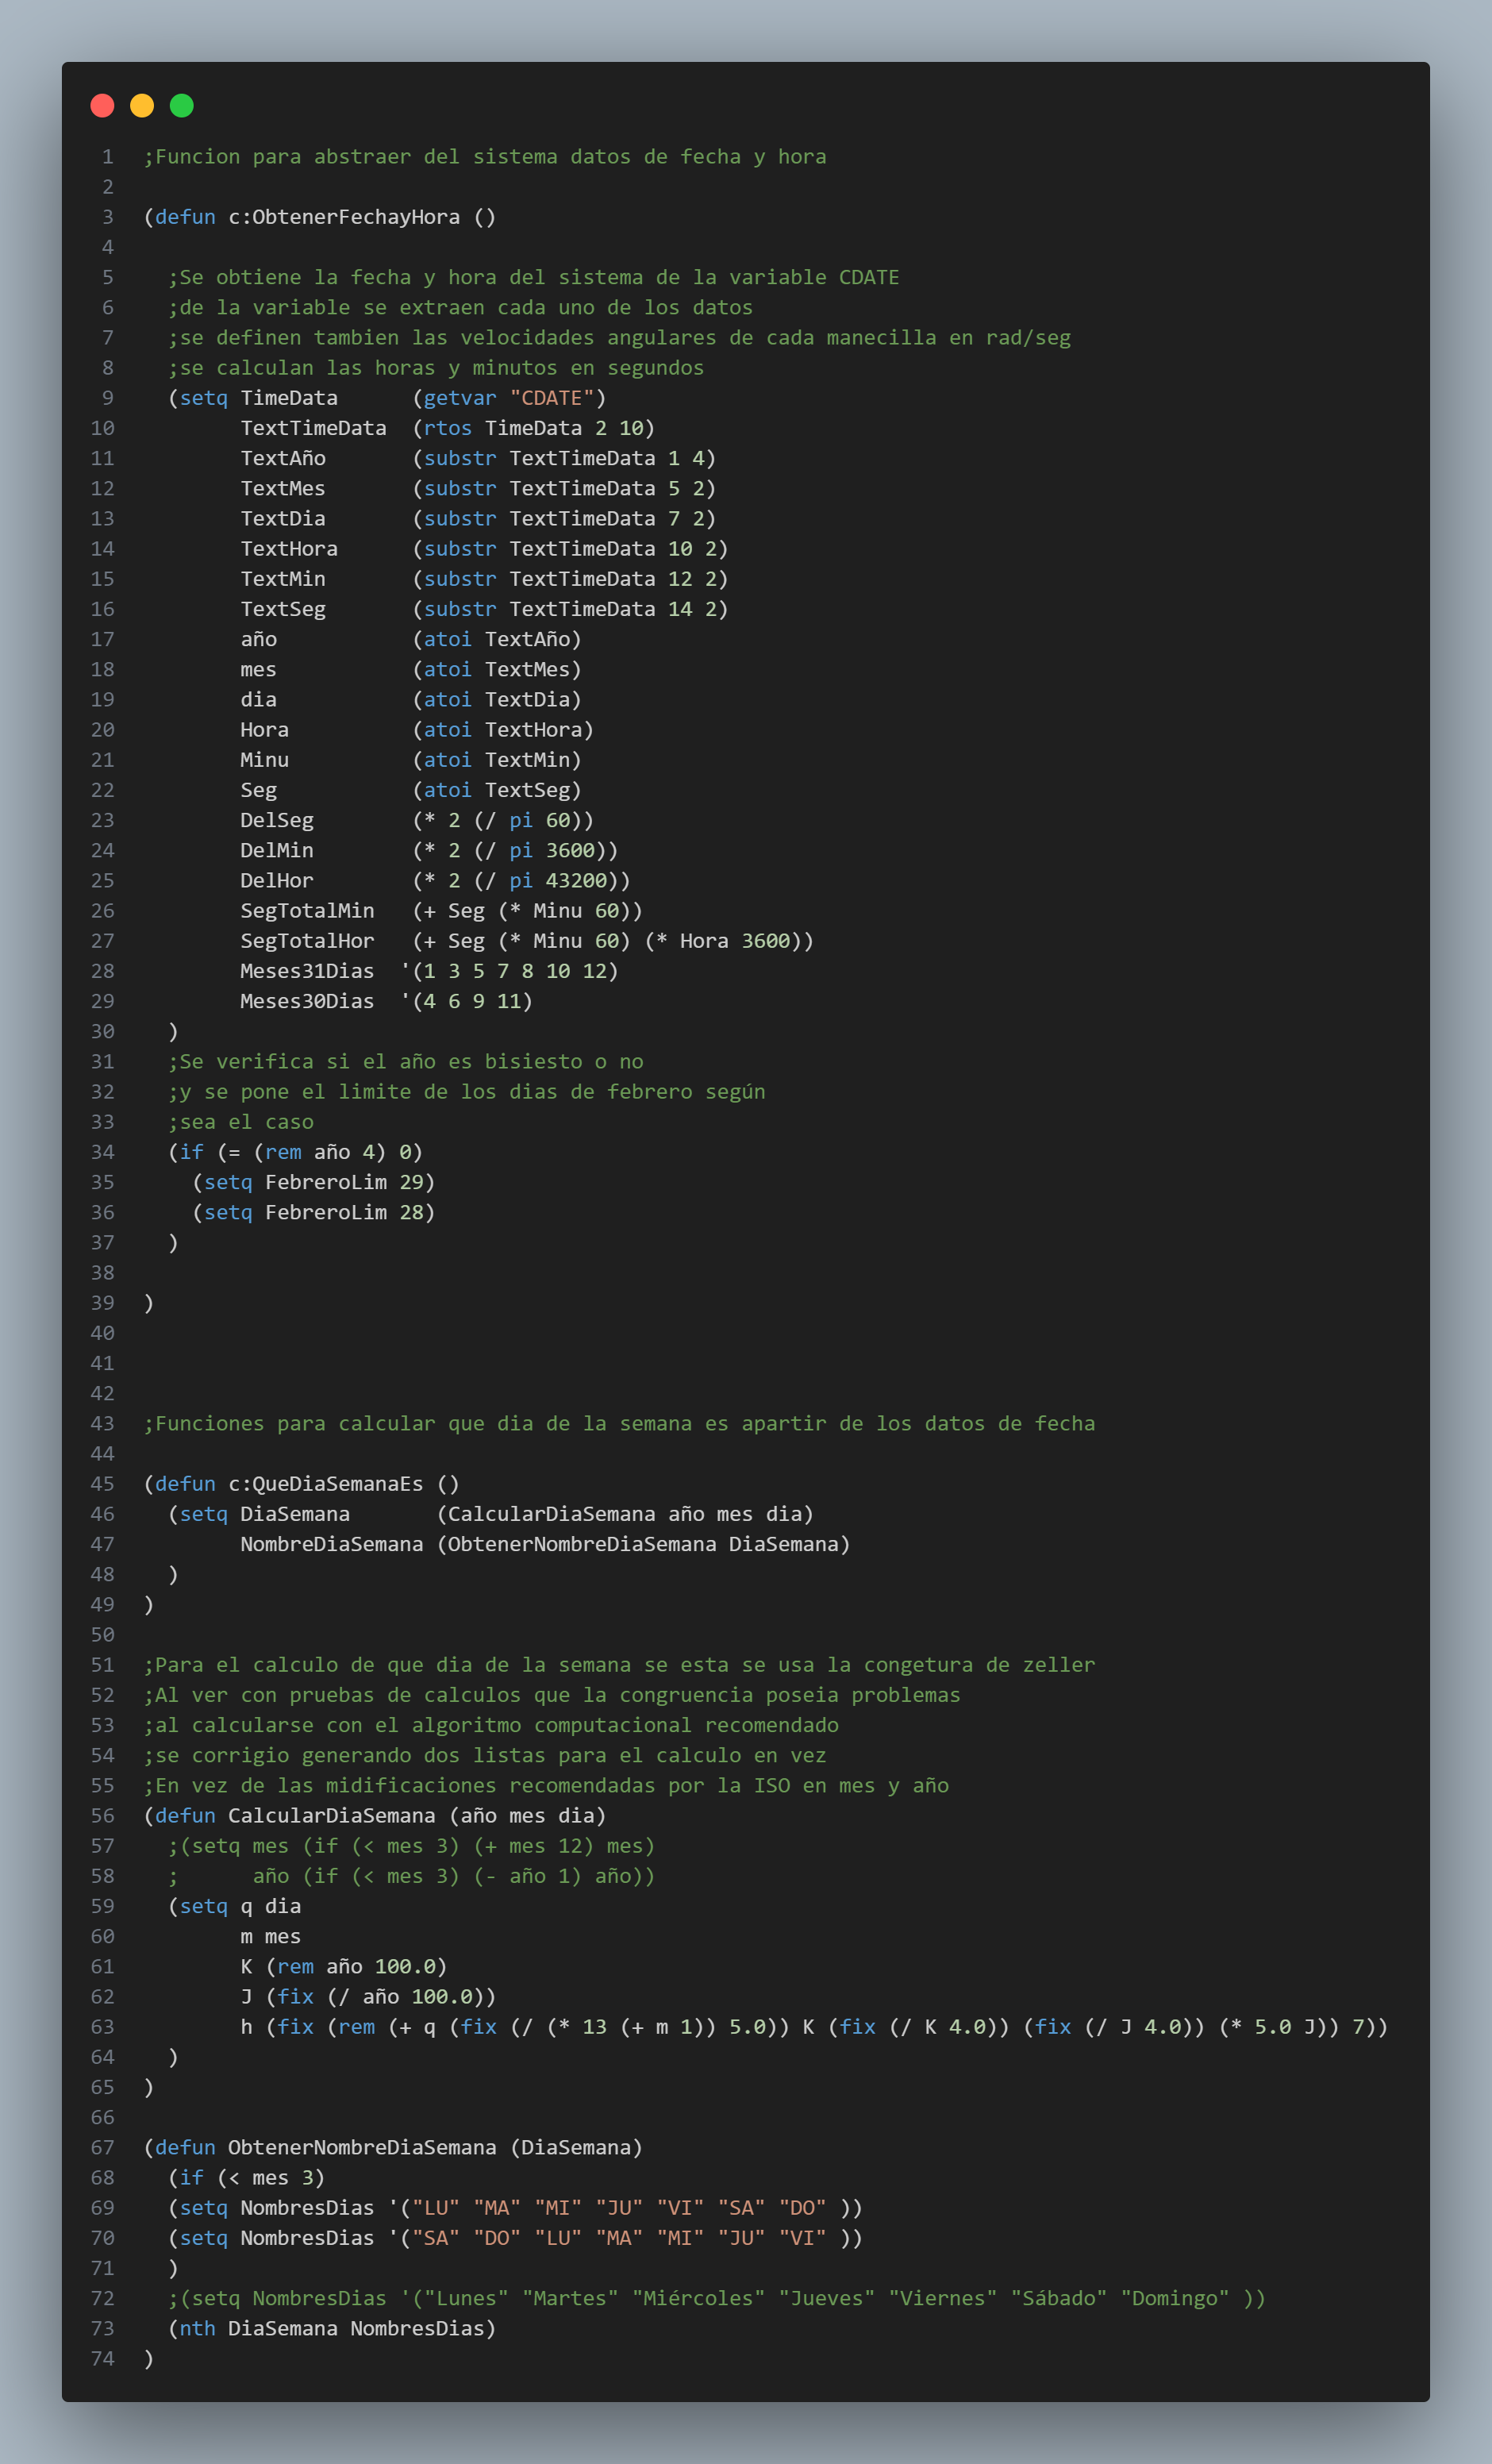 1 ;Funcion para abstraer del sistema datos de fecha y hora
2
3 (defun c:ObtenerFechayHora ()
4
5   ;Se obtiene la fecha y hora del sistema de la variable CDATE
6   ;de la variable se extraen cada uno de los datos
7   ;se definen tambien las velocidades angulares de cada manecilla en rad/seg
8   ;se calculan las horas y minutos en segundos
9   (setq TimeData      (getvar "CDATE")
10         TextTimeData  (rtos TimeData 2 10)
11         TextAño       (substr TextTimeData 1 4)
12         TextMes       (substr TextTimeData 5 2)
13         TextDia       (substr TextTimeData 7 2)
14         TextHora      (substr TextTimeData 10 2)
15         TextMin       (substr TextTimeData 12 2)
16         TextSeg       (substr TextTimeData 14 2)
17         año           (atoi TextAño)
18         mes           (atoi TextMes)
19         dia           (atoi TextDia)
20         Hora          (atoi TextHora)
21         Minu          (atoi TextMin)
22         Seg           (atoi TextSeg)
23         DelSeg        (* 2 (/ pi 60))
24         DelMin        (* 2 (/ pi 3600))
25         DelHor        (* 2 (/ pi 43200))
26         SegTotalMin   (+ Seg (* Minu 60))
27         SegTotalHor   (+ Seg (* Minu 60) (* Hora 3600))
28         Meses31Dias  '(1 3 5 7 8 10 12)
29         Meses30Dias  '(4 6 9 11)
30   )
31   ;Se verifica si el año es bisiesto o no
32   ;y se pone el limite de los dias de febrero según
33   ;sea el caso
34   (if (= (rem año 4) 0)
35     (setq FebreroLim 29)
36     (setq FebreroLim 28)
37   )
38
39 )
40
41
42
43 ;Funciones para calcular que dia de la semana es apartir de los datos de fecha
44
45 (defun c:QueDiaSemanaEs ()
46   (setq DiaSemana       (CalcularDiaSemana año mes dia)
47         NombreDiaSemana (ObtenerNombreDiaSemana DiaSemana)
48   )
49 )
50
51 ;Para el calculo de que dia de la semana se esta se usa la congetura de zeller
52 ;Al ver con pruebas de calculos que la congruencia poseia problemas
53 ;al calcularse con el algoritmo computacional recomendado
54 ;se corrigio generando dos listas para el calculo en vez
55 ;En vez de las midificaciones recomendadas por la ISO en mes y año
56 (defun CalcularDiaSemana (año mes dia)
57   ;(setq mes (if (< mes 3) (+ mes 12) mes)
58   ;      año (if (< mes 3) (- año 1) año))
59   (setq q dia
60         m mes
61         K (rem año 100.0)
62         J (fix (/ año 100.0))
63         h (fix (rem (+ q (fix (/ (* 13 (+ m 1)) 5.0)) K (fix (/ K 4.0)) (fix (/ J 4.0)) (* 5.0 J)) 7))
64   )
65 )
66
67 (defun ObtenerNombreDiaSemana (DiaSemana)
68   (if (< mes 3)
69   (setq NombresDias '("LU" "MA" "MI" "JU" "VI" "SA" "DO" ))
70   (setq NombresDias '("SA" "DO" "LU" "MA" "MI" "JU" "VI" ))
71   )
72   ;(setq NombresDias '("Lunes" "Martes" "Miércoles" "Jueves" "Viernes" "Sábado" "Domingo" ))
73   (nth DiaSemana NombresDias)
74 )